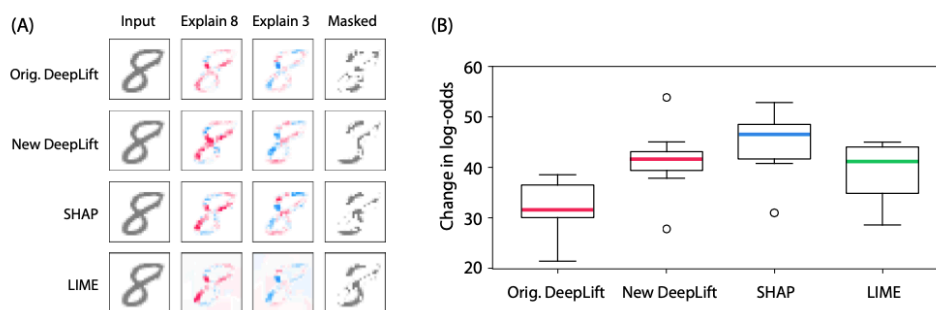 (A)
Input Explain 8 Explain 3 Masked
Orig. DeepLift
New DeepLift
SHAP
LIME
(B)
Change in log-odds
60
50
40
30
20
Orig. DeepLift New DeepLift SHAP LIME